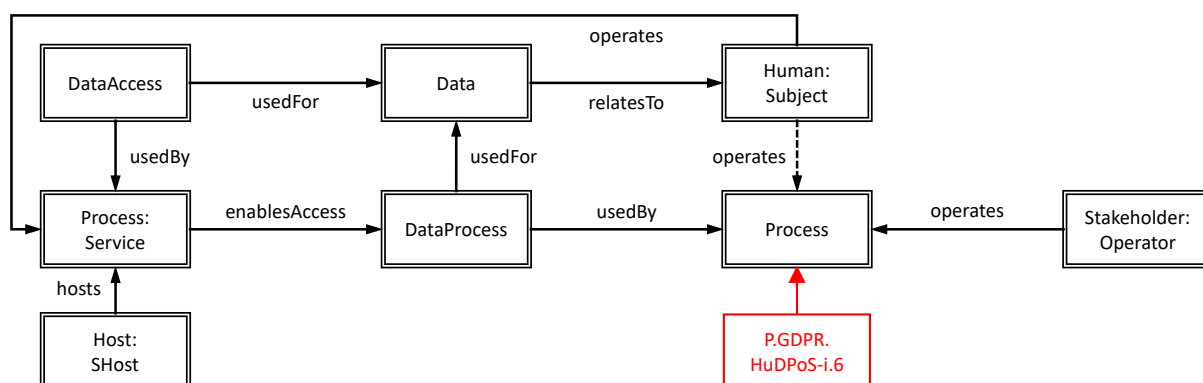 operates
DataAccess
usedFor
Data
relatesTo
Human:
Subject
usedBy
usedFor
operates
Process:
Service
enablesAccess
DataProcess
usedBy
Process
operates
Stakeholder:
Operator
hosts
Host:
SHost
P.GDPR.
HuDPoS-i.6